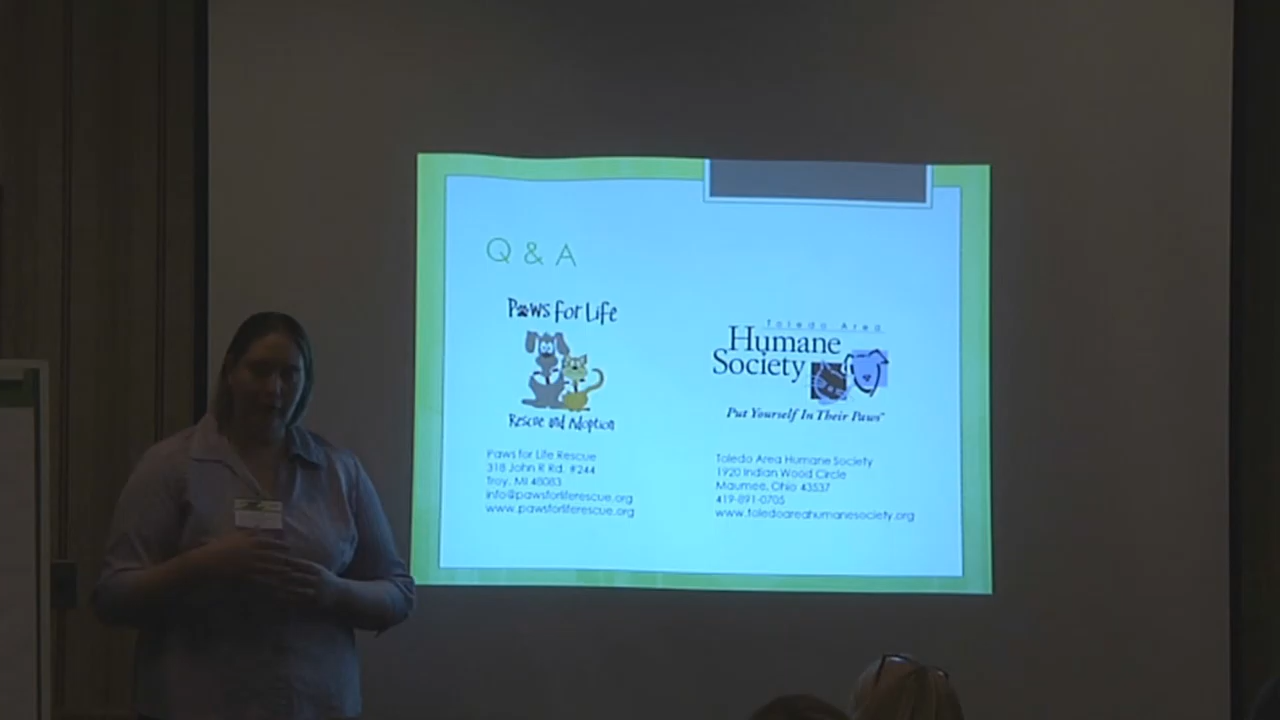 Q & A
Paws for Life
Rescue and Adoption
Paws for Life Rescue
318 John R Rd. #244
Troy, MI 48083
info@pawsforliferescue.org
www.pawsforliferescue.org
Toledo Area
Humane
Society
Put Yourself In Their Paws
Toledo Area Humane Society
1920 Indian Wood Circle
Maumee, Ohio 43537
419-891-0705
www.toledoareahumanesociety.org